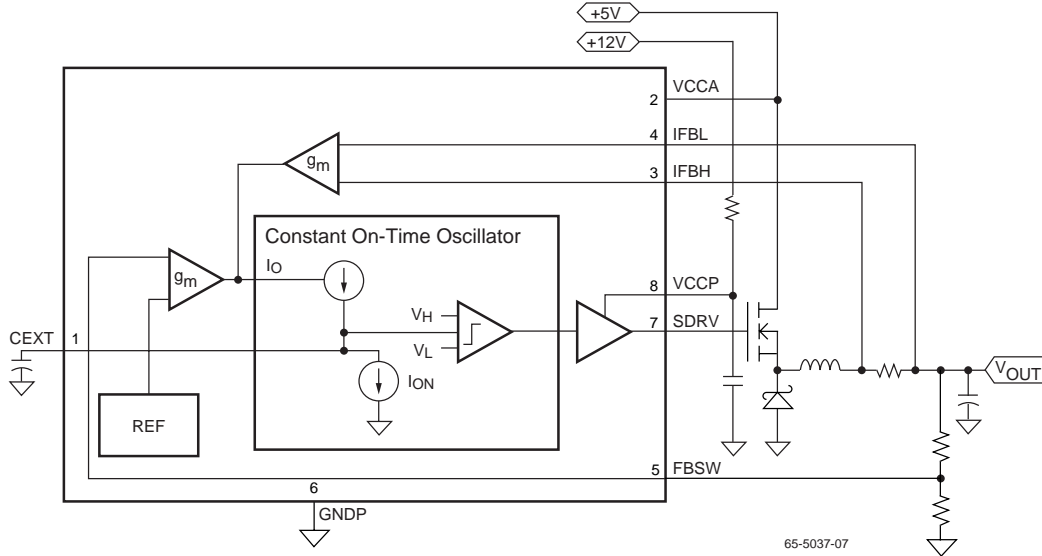 +5V
+12V
VCCA
2
4
IFBL
gm
3
IFBH
Constant On-Time Oscillator
gm
IO
8
VCCP
VH
7
SDRV
CEXT
1
VL
ION
VOUT
REF
5
FBSW
6
GNDP
65-5037-07